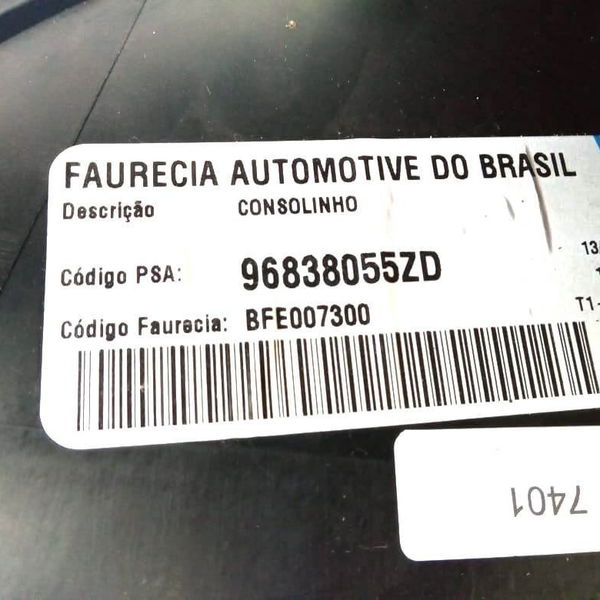 FAURECIA AUTOMOTIVE DO BRASIL
Descrição CONSOLINHO
Código PSA: 96838055ZD
Código Faurecia: BFE007300
7401